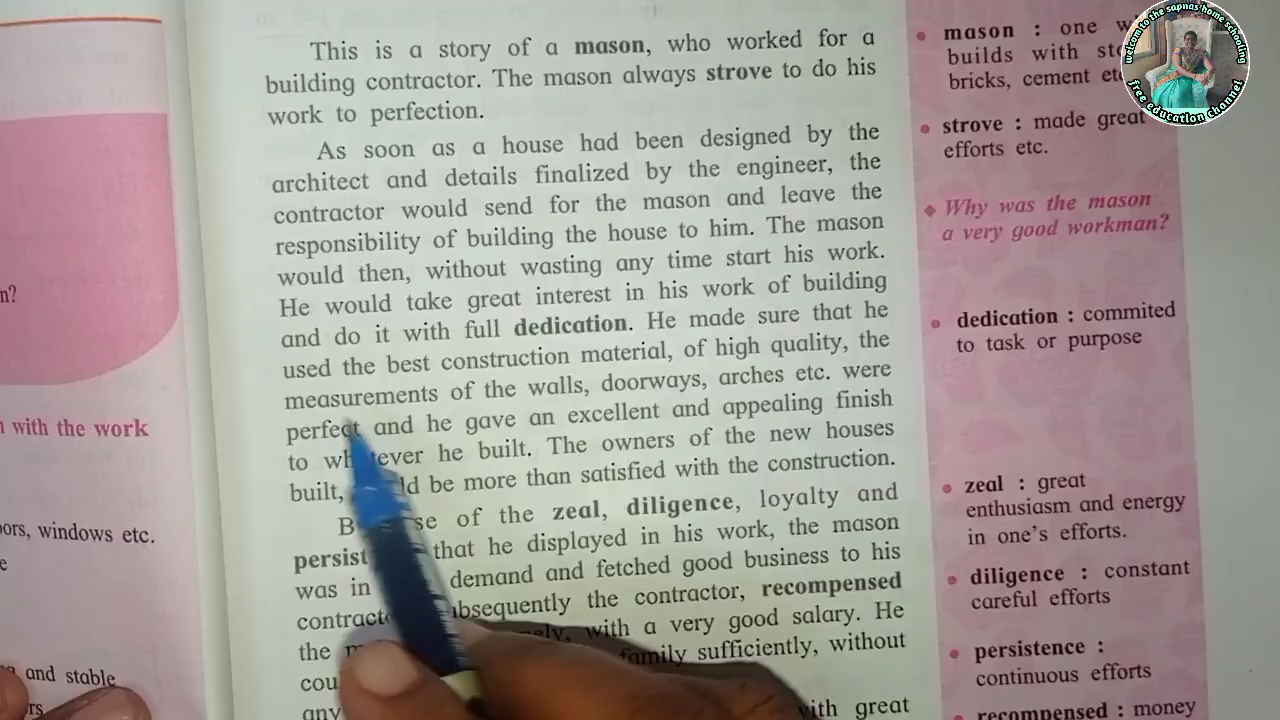 This is a story of a mason, who worked for a
building contractor. The mason always strove to do his
work to perfection.
As soon as a house had been designed by the
architect and details finalized by the engineer, the
contractor would send for the mason and leave the
responsibility of building the house to him. The mason
would then, without wasting any time start his work.
He would take great interest in his work of building
and do it with full dedication. He made sure that he
used the best construction material, of high quality, the
measurements of the walls, doorways, arches etc. were
perfect and he gave an excellent and appealing finish
to he built. The owners of the new houses
built, be more than satisfied with the construction.
of the zeal, diligence, loyalty and
that he displayed in his work, the mason
was in demand and fetched good business to his
the contractor, recompensed
the with a very good salary. He
family sufficiently, without
any with great
mason : one
builds with
bricks, cement
strove : made great
efforts etc.
Why was the mason
a very good workman?
dedication : commited
to task or purpose
zeal : great
enthusiasm and energy
in one's efforts.
diligence : constant
careful efforts
persistence :
continuous efforts
recompensed : money
with the work
windows etc.
and stable
welcom to the sapnas home schooling
free education channel